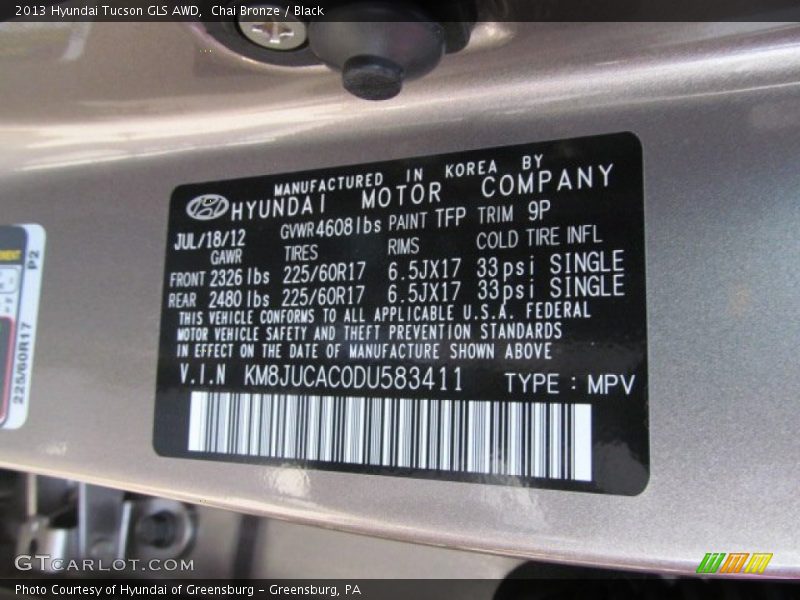 2013 Hyundai Tucson GLS AWD,  Chai Bronze / Black
MANUFACTURED IN KOREA BY
HYUNDAI MOTOR COMPANY
JUL/18/12 GVWR 4608 lbs PAINT TFP TRIM 9P
GAWR TIRES RIMS COLD TIRE INFL
FRONT 2326 lbs 225/60R17 6.5JX17 33 psi SINGLE
REAR 2480 lbs 225/60R17 6.5JX17 33 psi SINGLE
THIS VEHICLE CONFORMS TO ALL APPLICABLE U.S.A. FEDERAL
MOTOR VEHICLE SAFETY AND THEFT PREVENTION STANDARDS
IN EFFECT ON THE DATE OF MANUFACTURE SHOWN ABOVE
V.I.N KM8JUCAC0DU583411 TYPE : MPV
P2
225/60R17
GTCARLOT.COM
Photo Courtesy of Hyundai of Greensburg – Greensburg, PA